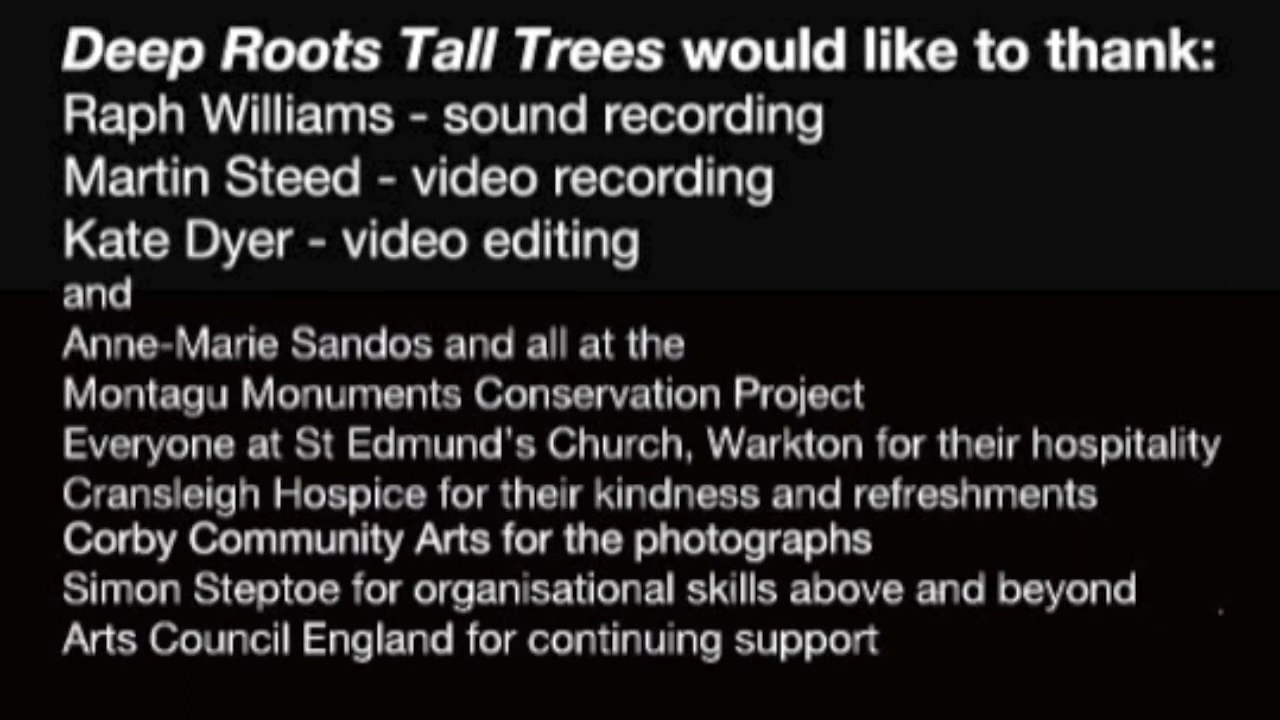 Deep Roots Tall Trees would like to thank:
Raph Williams - sound recording
Martin Steed - video recording
Kate Dyer - video editing
and
Anne-Marie Sandos and all at the
Montagu Monuments Conservation Project
Everyone at St Edmund's Church, Warkton for their hospitality
Cransleigh Hospice for their kindness and refreshments
Corby Community Arts for the photographs
Simon Steptoe for organisational skills above and beyond
Arts Council England for continuing support